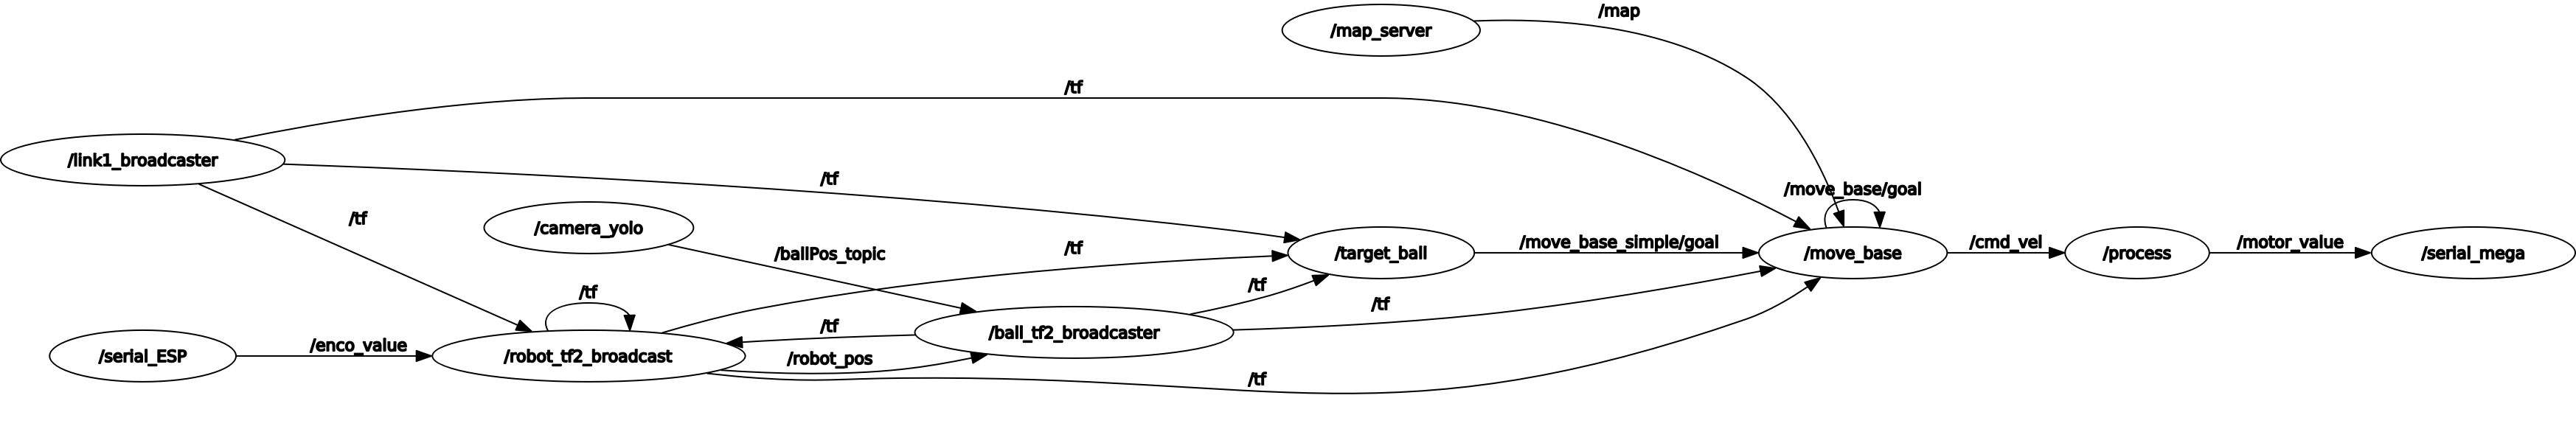 /map
/map_server
/tf
/link1_broadcaster
/tf
/move_base/goal
/tf
/camera_yolo
/ballPos_topic
/tf
/target_ball
/move_base_simple/goal
/move_base
/cmd_vel
/process
/motor_value
/serial_mega
/tf
/tf
/tf
/tf
/ball_tf2_broadcaster
/serial_ESP
/enco_value
/robot_tf2_broadcast
/robot_pos
/tf